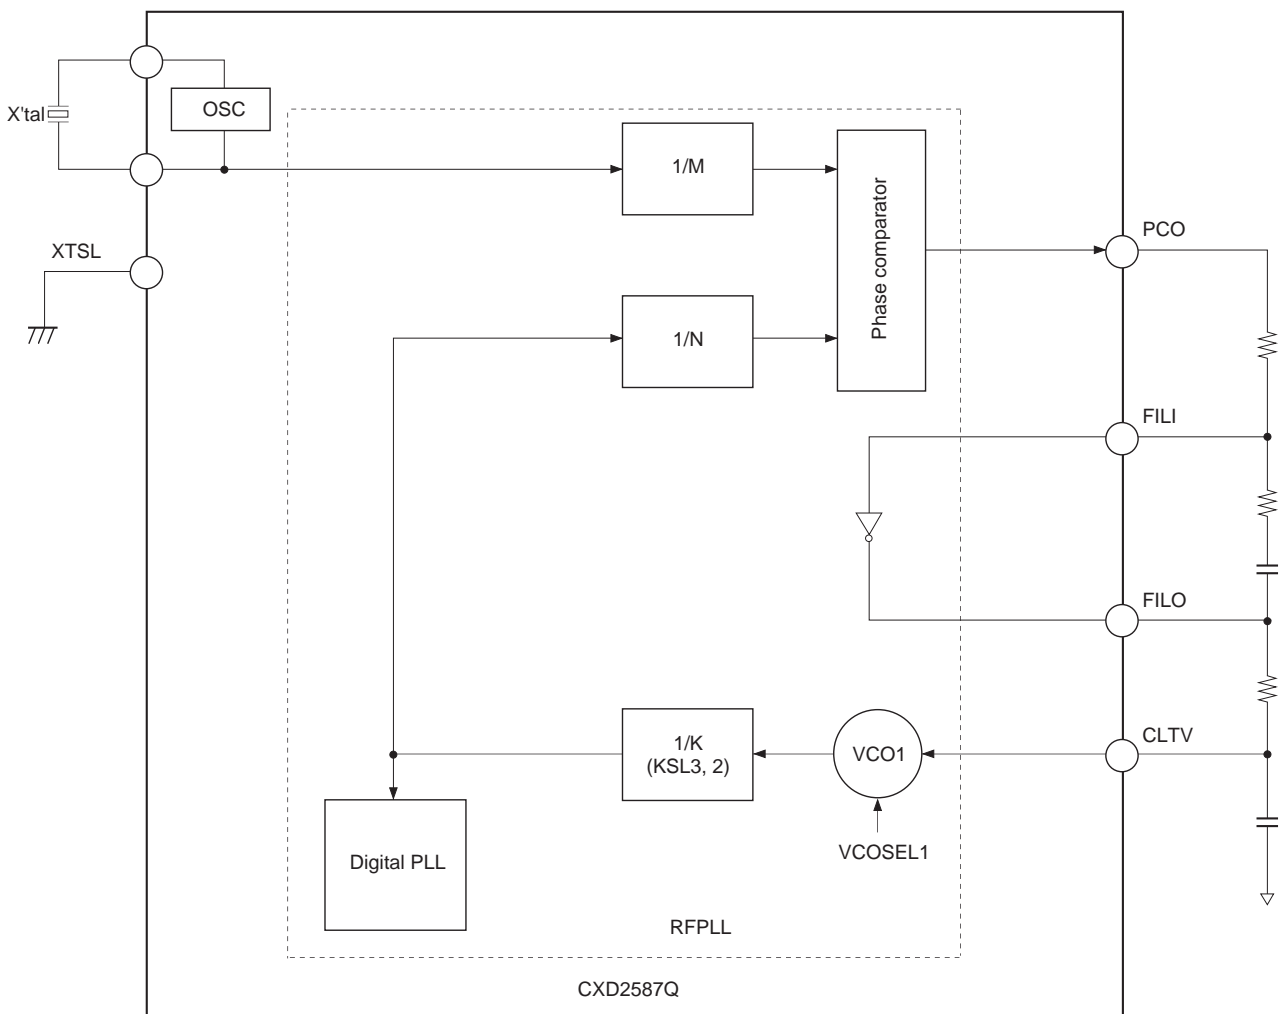 X'tal
OSC
XTSL
1/M
1/N
Phase comparator
PCO
FILI
FILO
CLTV
1/K
(KSL3, 2)
VCO1
VCOSEL1
Digital PLL
RFPLL
CXD2587Q